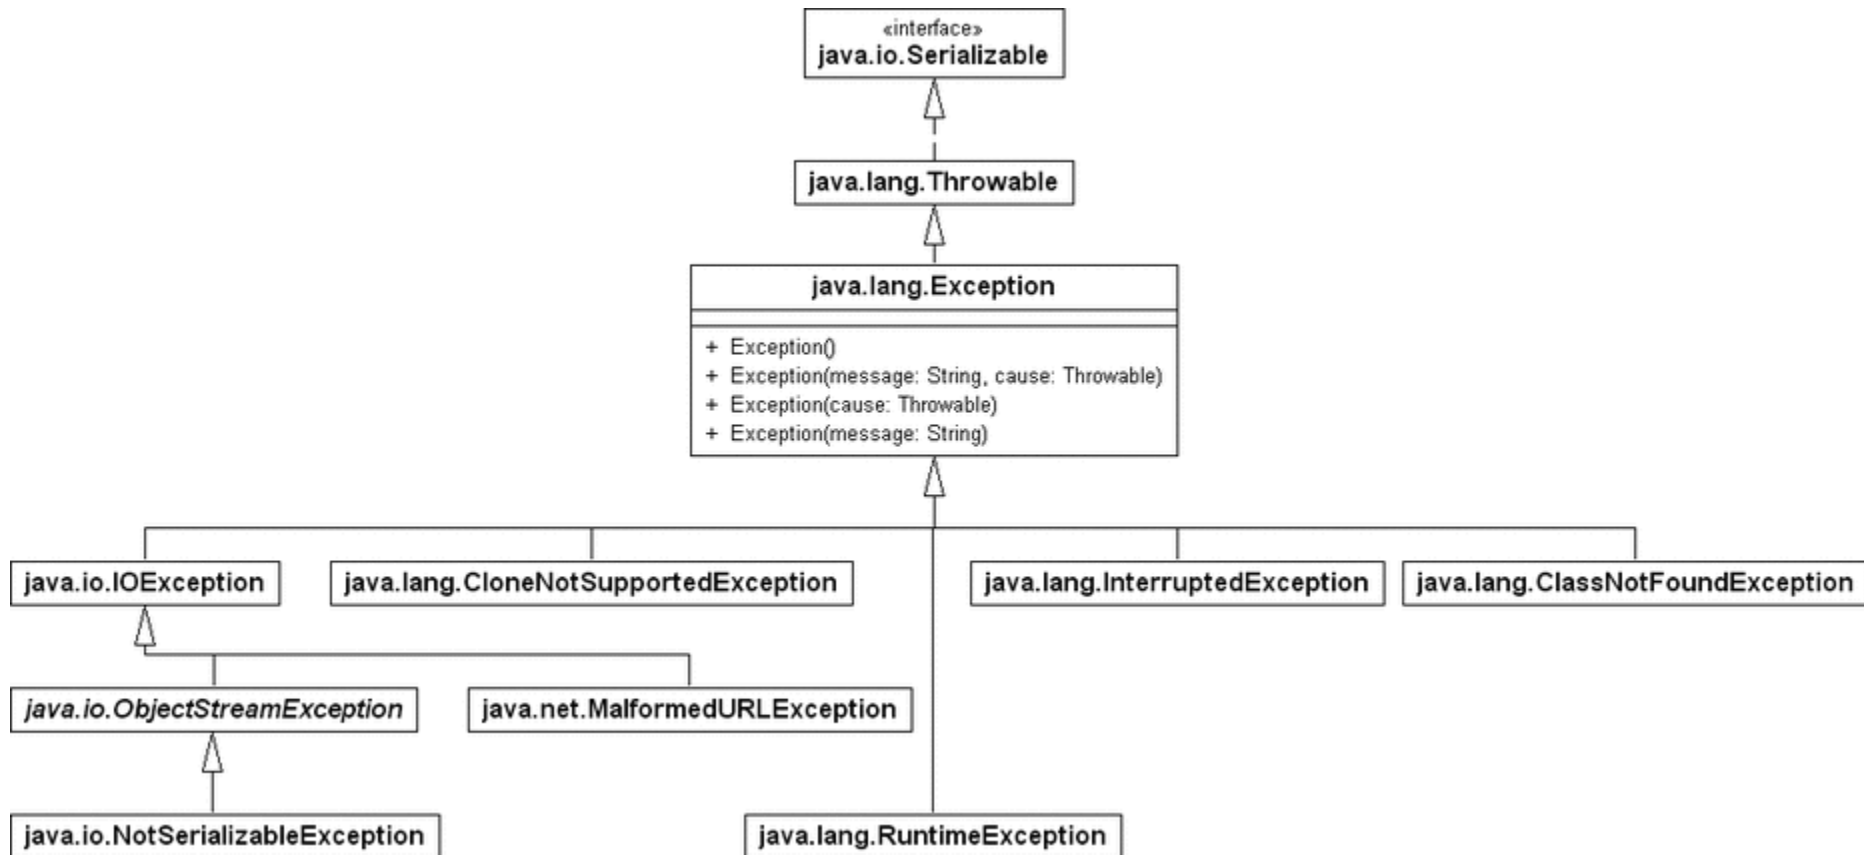 «interface»
java.io.Serializable
java.lang.Throwable
java.lang.Exception
+ Exception()
+ Exception(message: String, cause: Throwable)
+ Exception(cause: Throwable)
+ Exception(message: String)
java.io.IOException
java.lang.CloneNotSupportedException
java.lang.InterruptedException
java.lang.ClassNotFoundException
java.io.ObjectStreamException
java.net.MalformedURLException
java.io.NotSerializableException
java.lang.RuntimeException